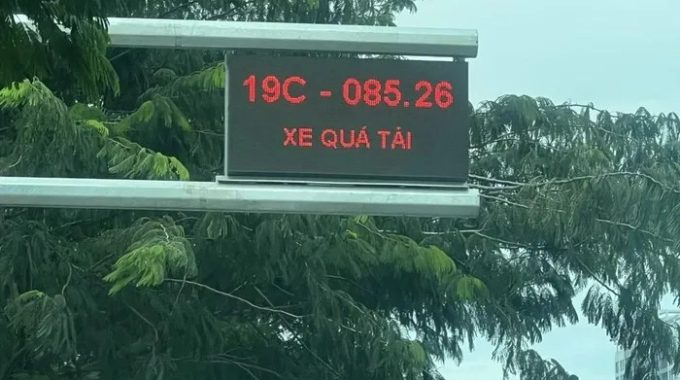 19C - 085.26
XE QUÁ TẢI